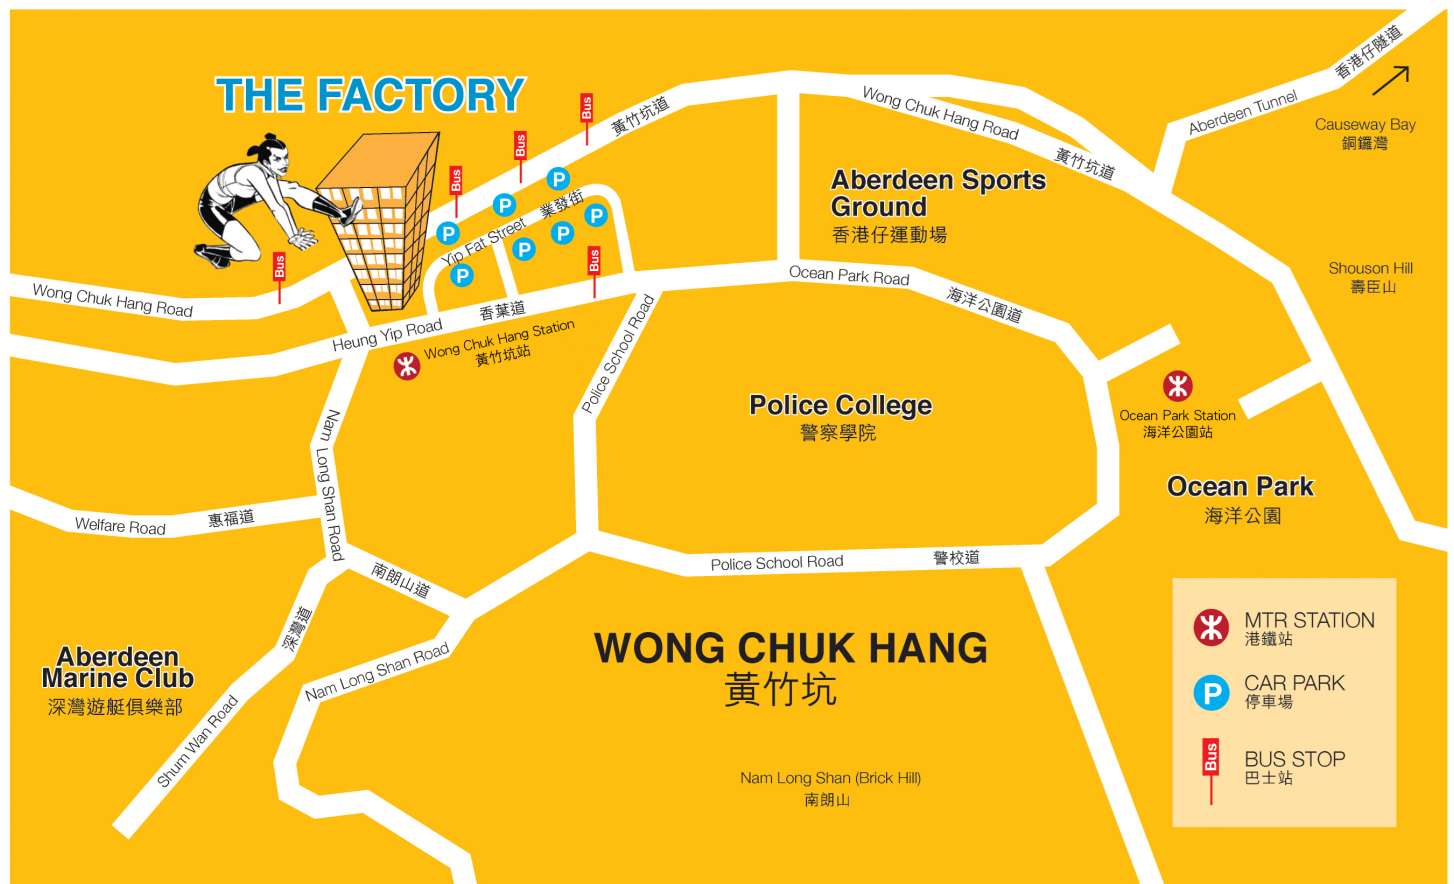 THE FACTORY
Bus
Bus
Bus
Bus
Bus
P
P
P
P
P
P
P
黃竹坑道
Wong Chuk Hang Road
黃竹坑道
香港仔隧道
Aberdeen Tunnel
Causeway Bay
銅鑼灣
Aberdeen Sports
Ground
香港仔運動場
Yip Fat Street
業發街
Shouson Hill
壽臣山
Wong Chuk Hang Road
Heung Yip Road
香葉道
Ocean Park Road
海洋公園道
Wong Chuk Hang Station
黃竹坑站
Police School Road
Police College
警察學院
Ocean Park Station
海洋公園站
Ocean Park
海洋公園
Nam Long Shan Road
Welfare Road
惠福道
南朗山道
Police School Road
警校道
深灣道
Shum Wan Road
Aberdeen
Marine Club
深灣遊艇俱樂部
Nam Long Shan Road
WONG CHUK HANG
黃竹坑
Nam Long Shan (Brick Hill)
南朗山
MTR STATION
港鐵站
P
CAR PARK
停車場
Bus
BUS STOP
巴士站